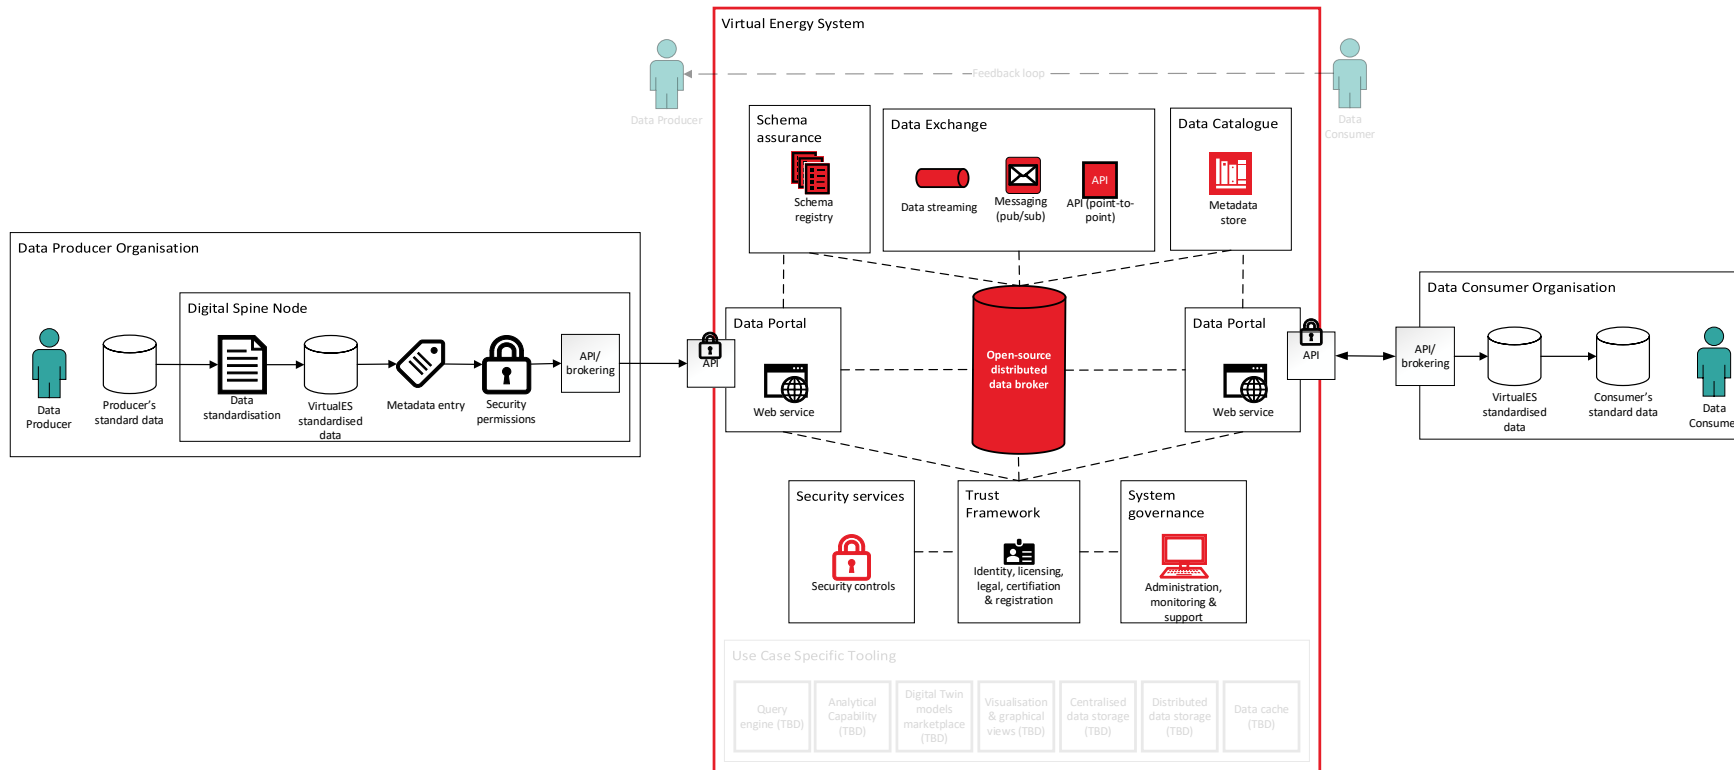 Virtual Energy System
Feedback loop
Data Producer
Data
Consumer
Schema
assurance
Schema
registry
Data Exchange
Data streaming
Messaging
(pub/sub)
API
API (point-to-
point)
Data Catalogue
Metadata
store
Data Producer Organisation
Data
Producer
Producer's
standard data
Digital Spine Node
Data
standardisation
VirtualES
standardised
data
Metadata entry
Security
permissions
API/
brokering
API
Data Portal
Web service
Open-source
distributed
data broker
Data Portal
Web service
API
Data Consumer Organisation
API/
brokering
VirtualES
standardised
data
Consumer's
standard data
Data
Consume
Security services
Security controls
Trust
Framework
Identity, licensing,
legal, certifiation
& registration
System
governance
Administration,
monitoring &
support
Use Case Specific Tooling
Query
engine (TBD)
Analytical
Capability
(TBD)
Digital Twin
models
marketplace
(TBD)
Visualisation
& graphical
views (TBD)
Centralised
data storage
(TBD)
Distributed
data storage
(TBD)
Data cache
(TBD)